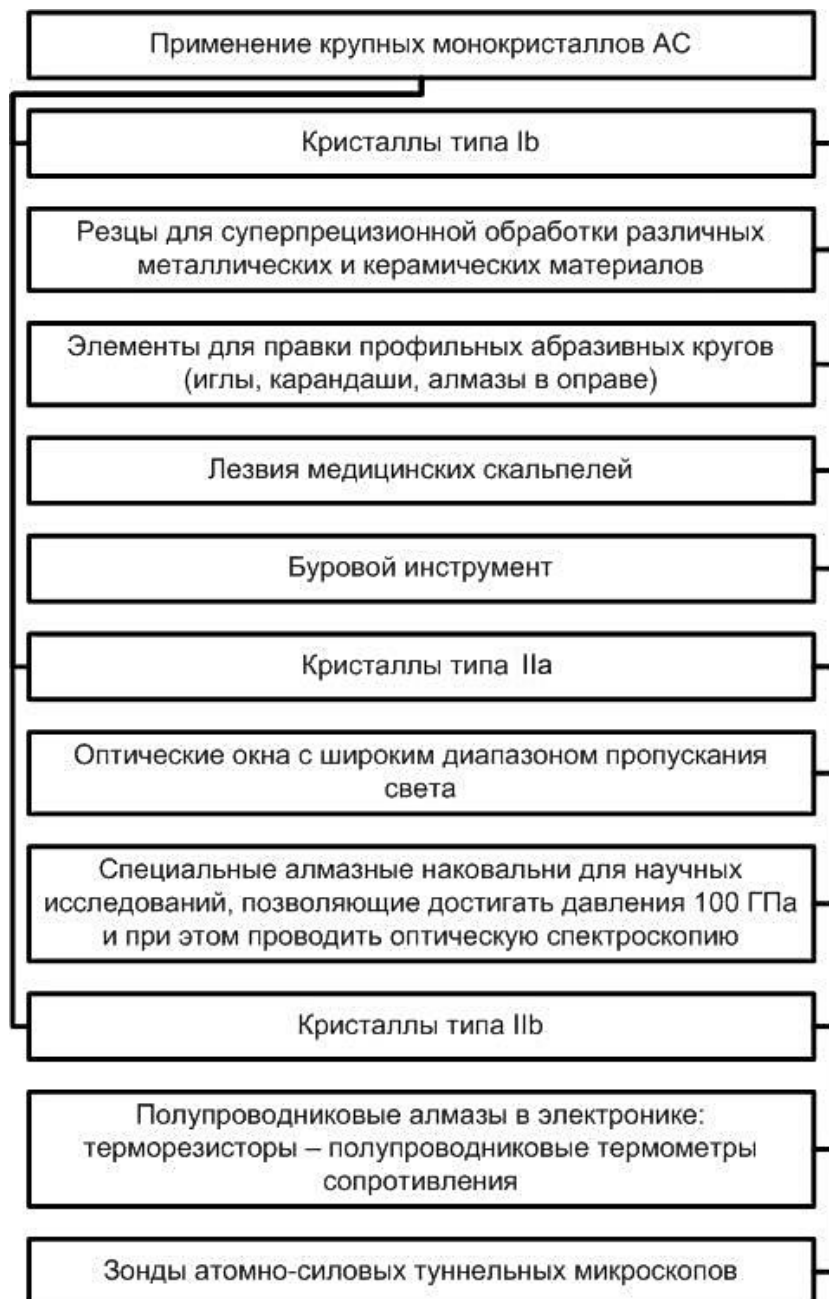 Применение крупных монокристаллов АС
Кристаллы типа Ib
Резцы для суперпрецизионной обработки различных
металлических и керамических материалов
Элементы для правки профильных абразивных кругов
(иглы, карандаши, алмазы в оправе)
Лезвия медицинских скальпелей
Буровой инструмент
Кристаллы типа IIa
Оптические окна с широким диапазоном пропускания
света
Специальные алмазные наковальни для научных
исследований, позволяющие достигать давления 100 ГПа
и при этом проводить оптическую спектроскопию
Кристаллы типа IIb
Полупроводниковые алмазы в электронике:
терморезисторы – полупроводниковые термометры
сопротивления
Зонды атомно-силовых туннельных микроскопов